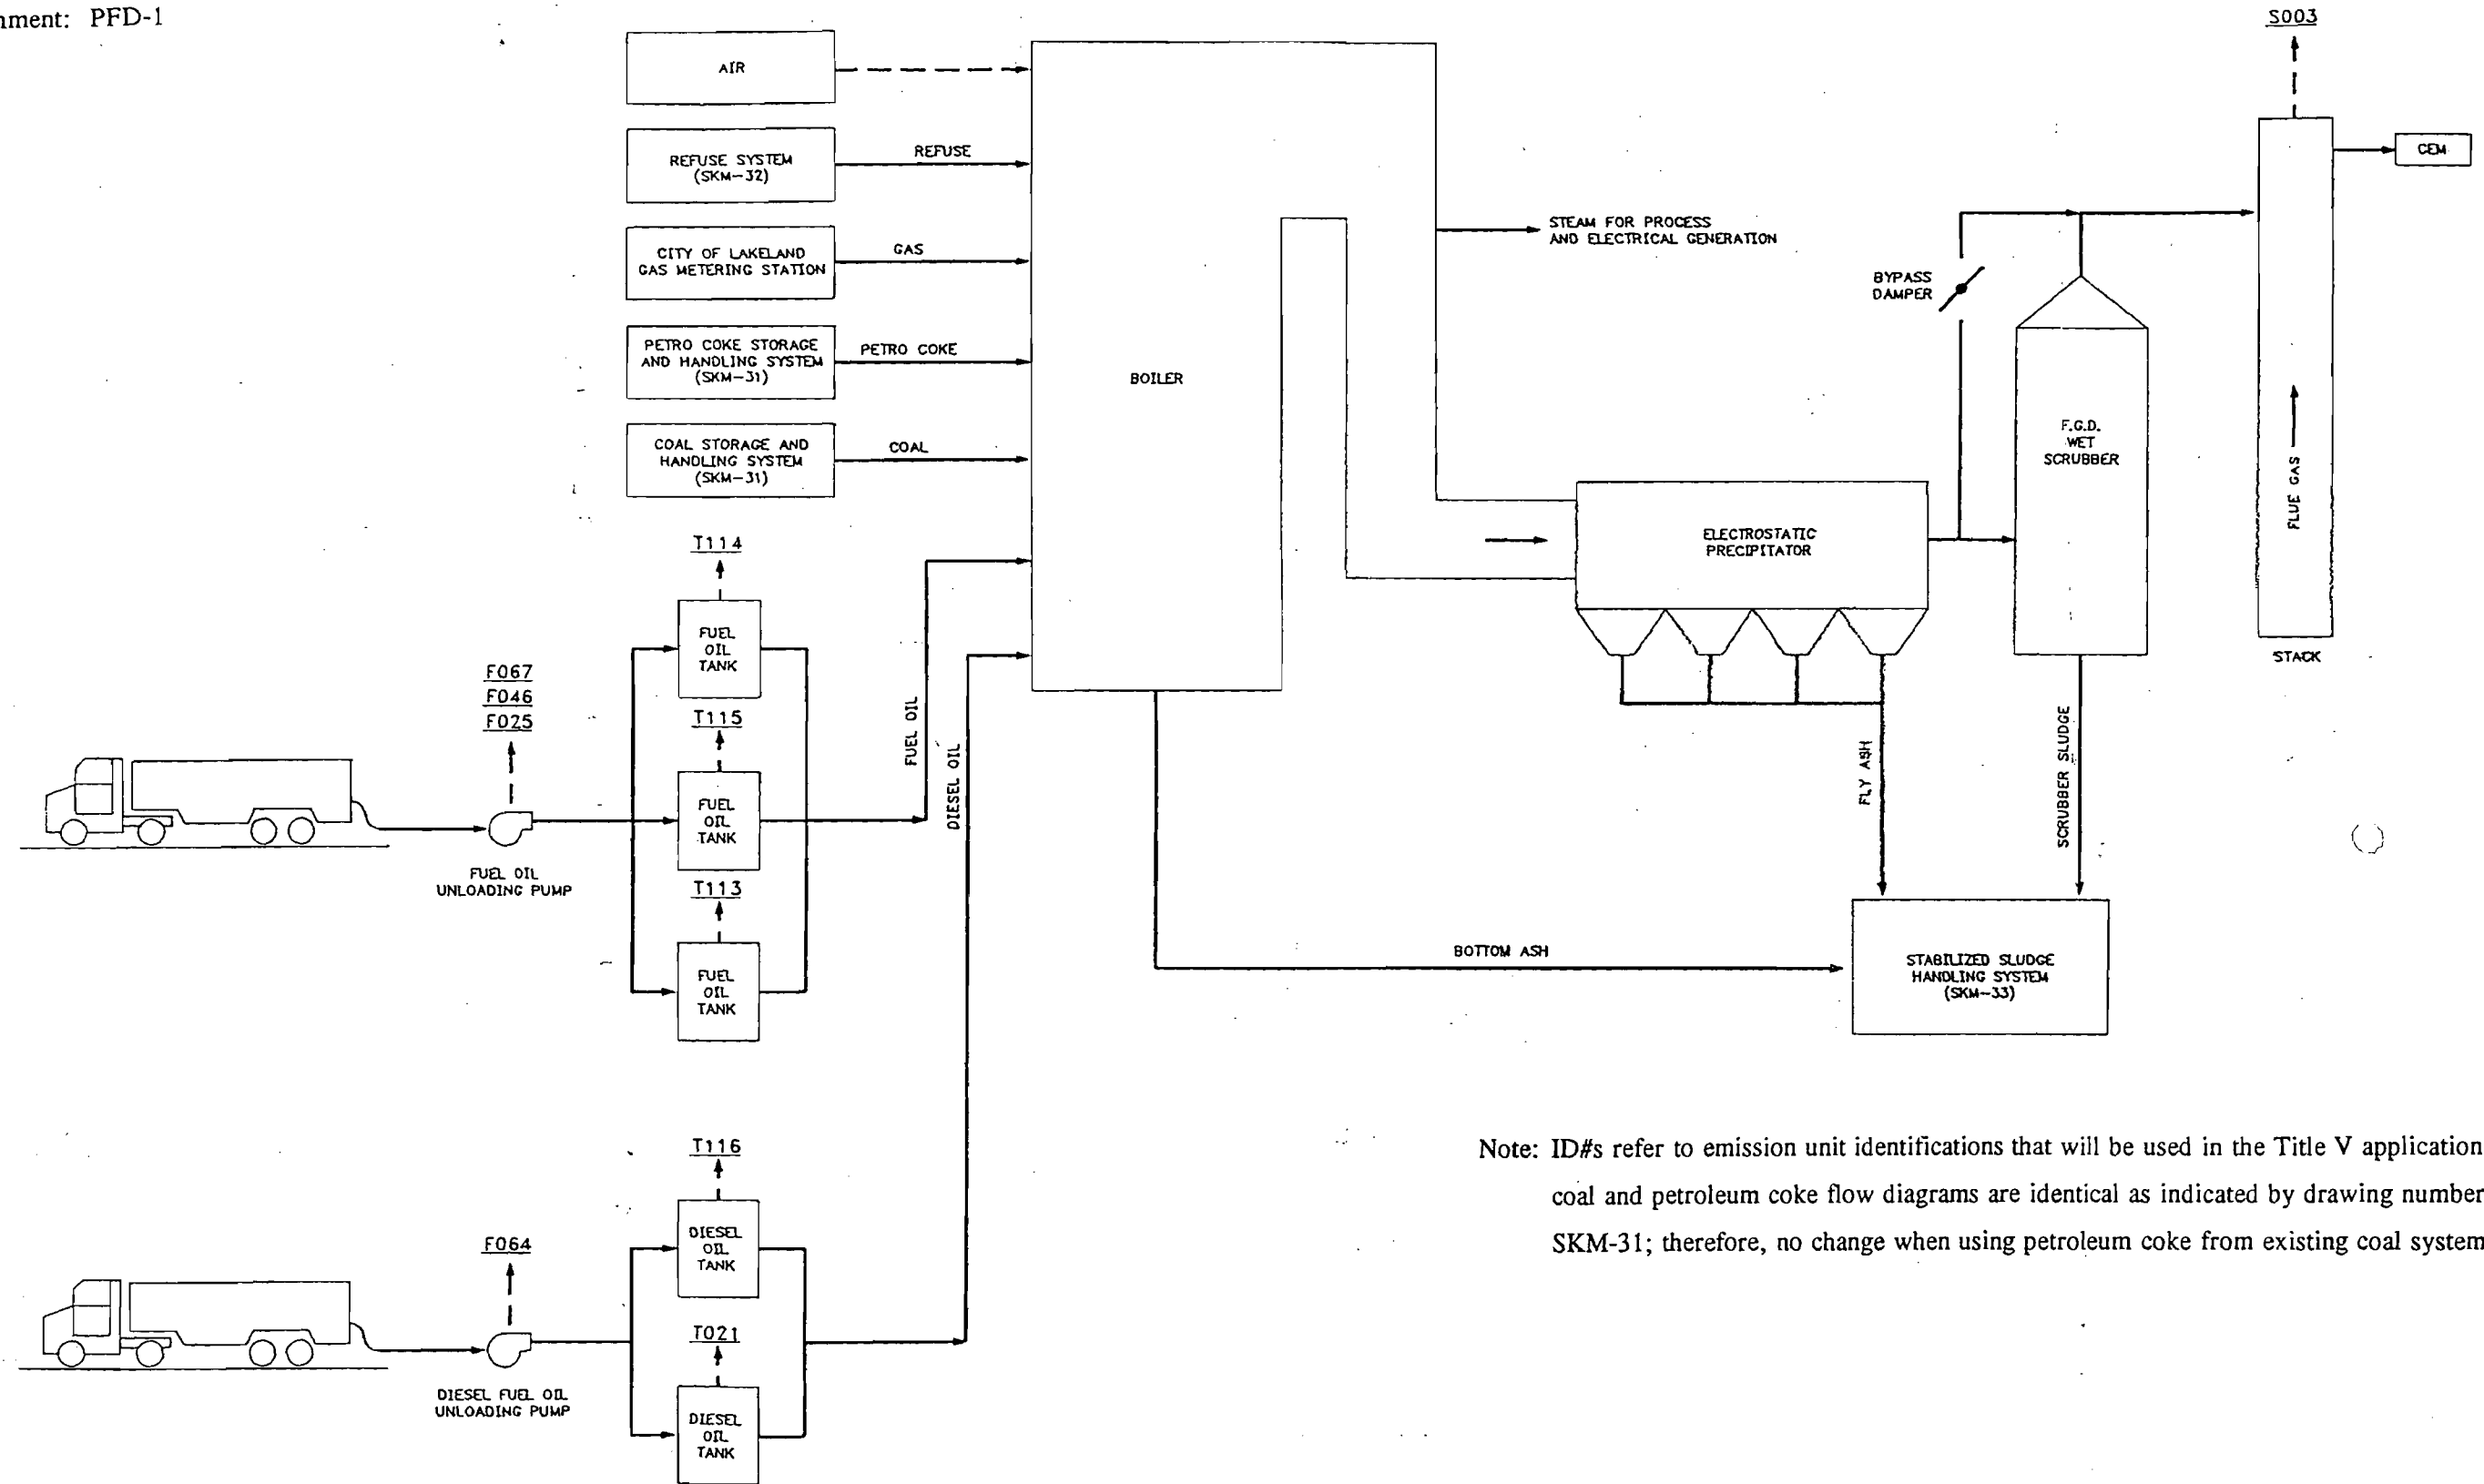 nment: PFD-1
S003
AIR
CEM
REFUSE SYSTEM
(SKM-32)
REFUSE
CITY OF LAKELAND
GAS METERING STATION
GAS
STEAM FOR PROCESS
AND ELECTRICAL GENERATION
BYPASS
DAMPER
PETRO COKE STORAGE
AND HANDLING SYSTEM
(SKM-31)
PETRO COKE
BOILER
COAL STORAGE AND
HANDLING SYSTEM
(SKM-31)
COAL
F.G.D.
WET
SCRUBBER
FLUE GAS
STACK
ELECTROSTATIC
PRECIPITATOR
T114
FUEL
OIL
TANK
F067
F046
F025
T115
FUEL
OIL
TANK
FUEL OIL
DIESEL OIL
FLY ASH
SCRUBBER SLUDGE
FUEL OIL
UNLOADING PUMP
T113
FUEL
OIL
TANK
BOTTOM ASH
STABILIZED SLUDGE
HANDLING SYSTEM
(SKM-33)
T116
DIESEL
OIL
TANK
F064
T021
DIESEL
OIL
TANK
DIESEL FUEL OIL
UNLOADING PUMP
Note: ID#s refer to emission unit identifications that will be used in the Title V application
coal and petroleum coke flow diagrams are identical as indicated by drawing number
SKM-31; therefore, no change when using petroleum coke from existing coal system